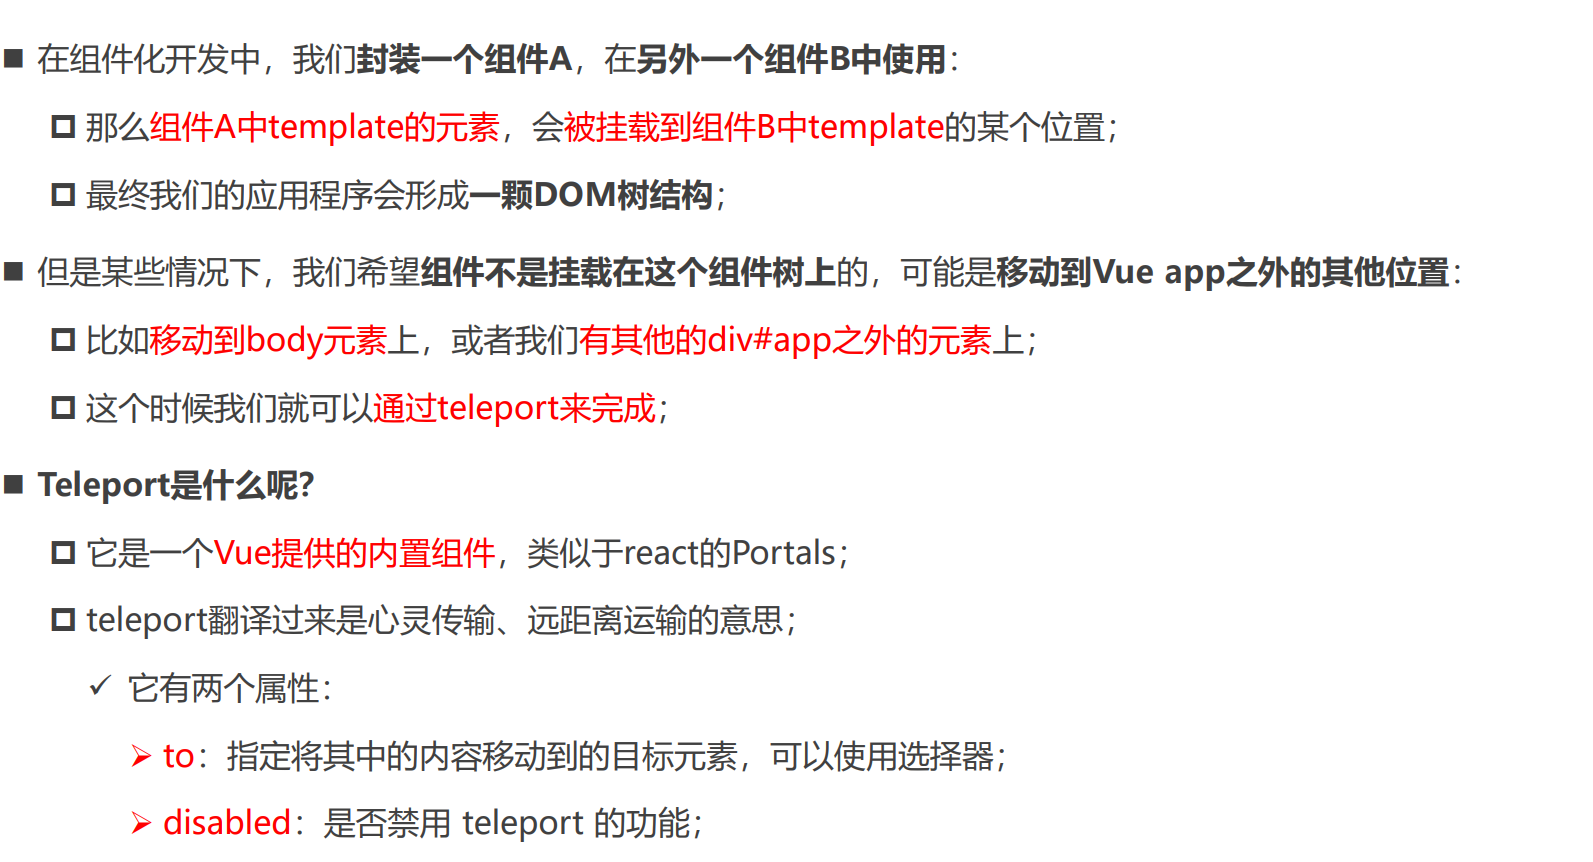 在组件化开发中，我们封装一个组件A，在另外一个组件B中使用：
那么组件A中template的元素，会被挂载到组件B中template的某个位置；
最终我们的应用程序会形成一颗DOM树结构；
但是某些情况下，我们希望组件不是挂载在这个组件树上的，可能是移动到Vue app之外的其他位置：
比如移动到body元素上，或者我们有其他的div#app之外的元素上；
这个时候我们就可以通过teleport来完成；
Teleport是什么呢？
它是一个Vue提供的内置组件，类似于react的Portals；
teleport翻译过来是心灵传输、远距离运输的意思；
它有两个属性：
to：指定将其中的内容移动到的目标元素，可以使用选择器；
disabled：是否禁用 teleport 的功能；